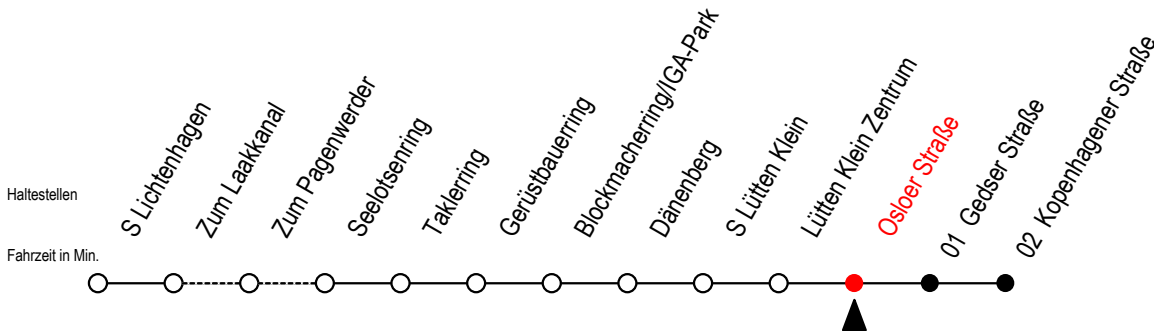 Haltestellen
Fahrzeit in Min.
S Lichtenhagen
Zum Laakkanal
Zum Pagenwerder
Seelotsenring
Taklerring
Gerüstbauerring
Blockmacherring/IGA-Park
Dänenberg
S Lütten Klein
Lütten Klein Zentrum
Osloer Straße
01 Gedser Straße
02 Kopenhagener Straße